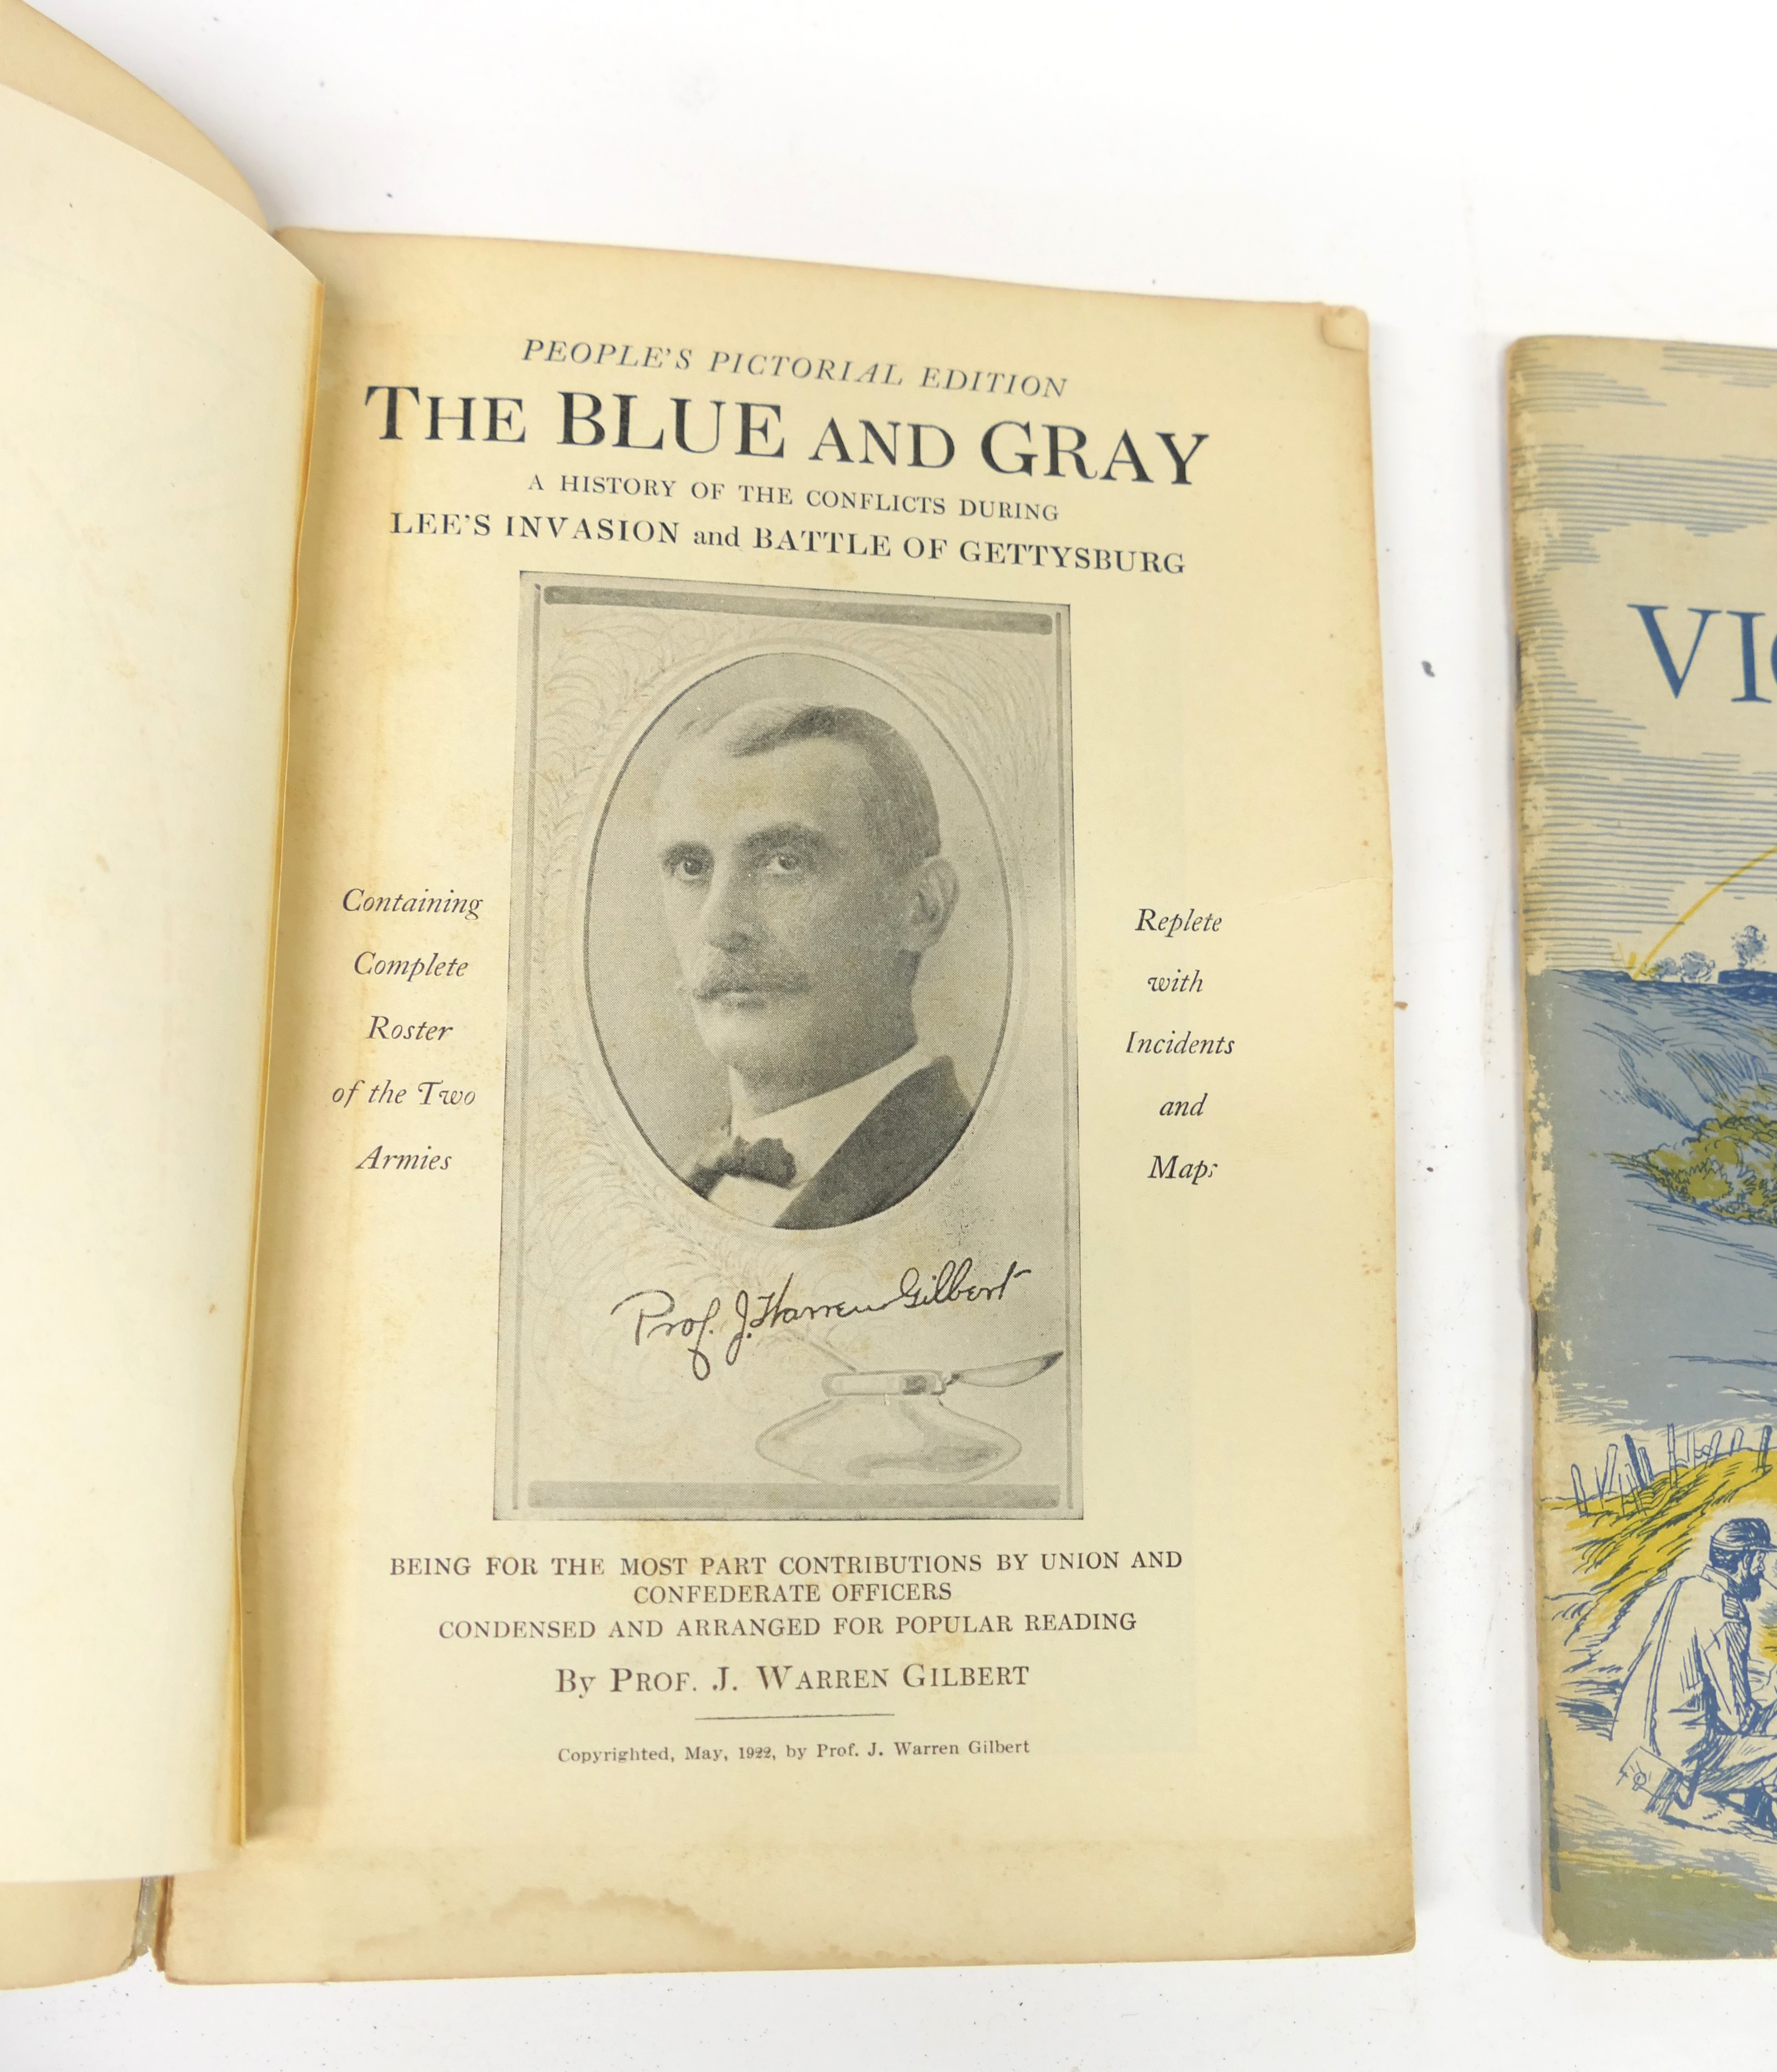 PEOPLE'S PICTORIAL EDITION
THE BLUE AND GRAY
A HISTORY OF THE CONFLICTS DURING
LEE'S INVASION and BATTLE OF GETTYSBURG
Containing
Complete
Roster
of the Two
Armies
Replete
with
Incidents
and
Maps
Prof. J. Warren Gilbert
BEING FOR THE MOST PART CONTRIBUTIONS BY UNION AND
CONFEDERATE OFFICERS
CONDENSED AND ARRANGED FOR POPULAR READING
By PROF. J. WARREN GILBERT
Copyrighted, May, 1922, by Prof. J. Warren Gilbert